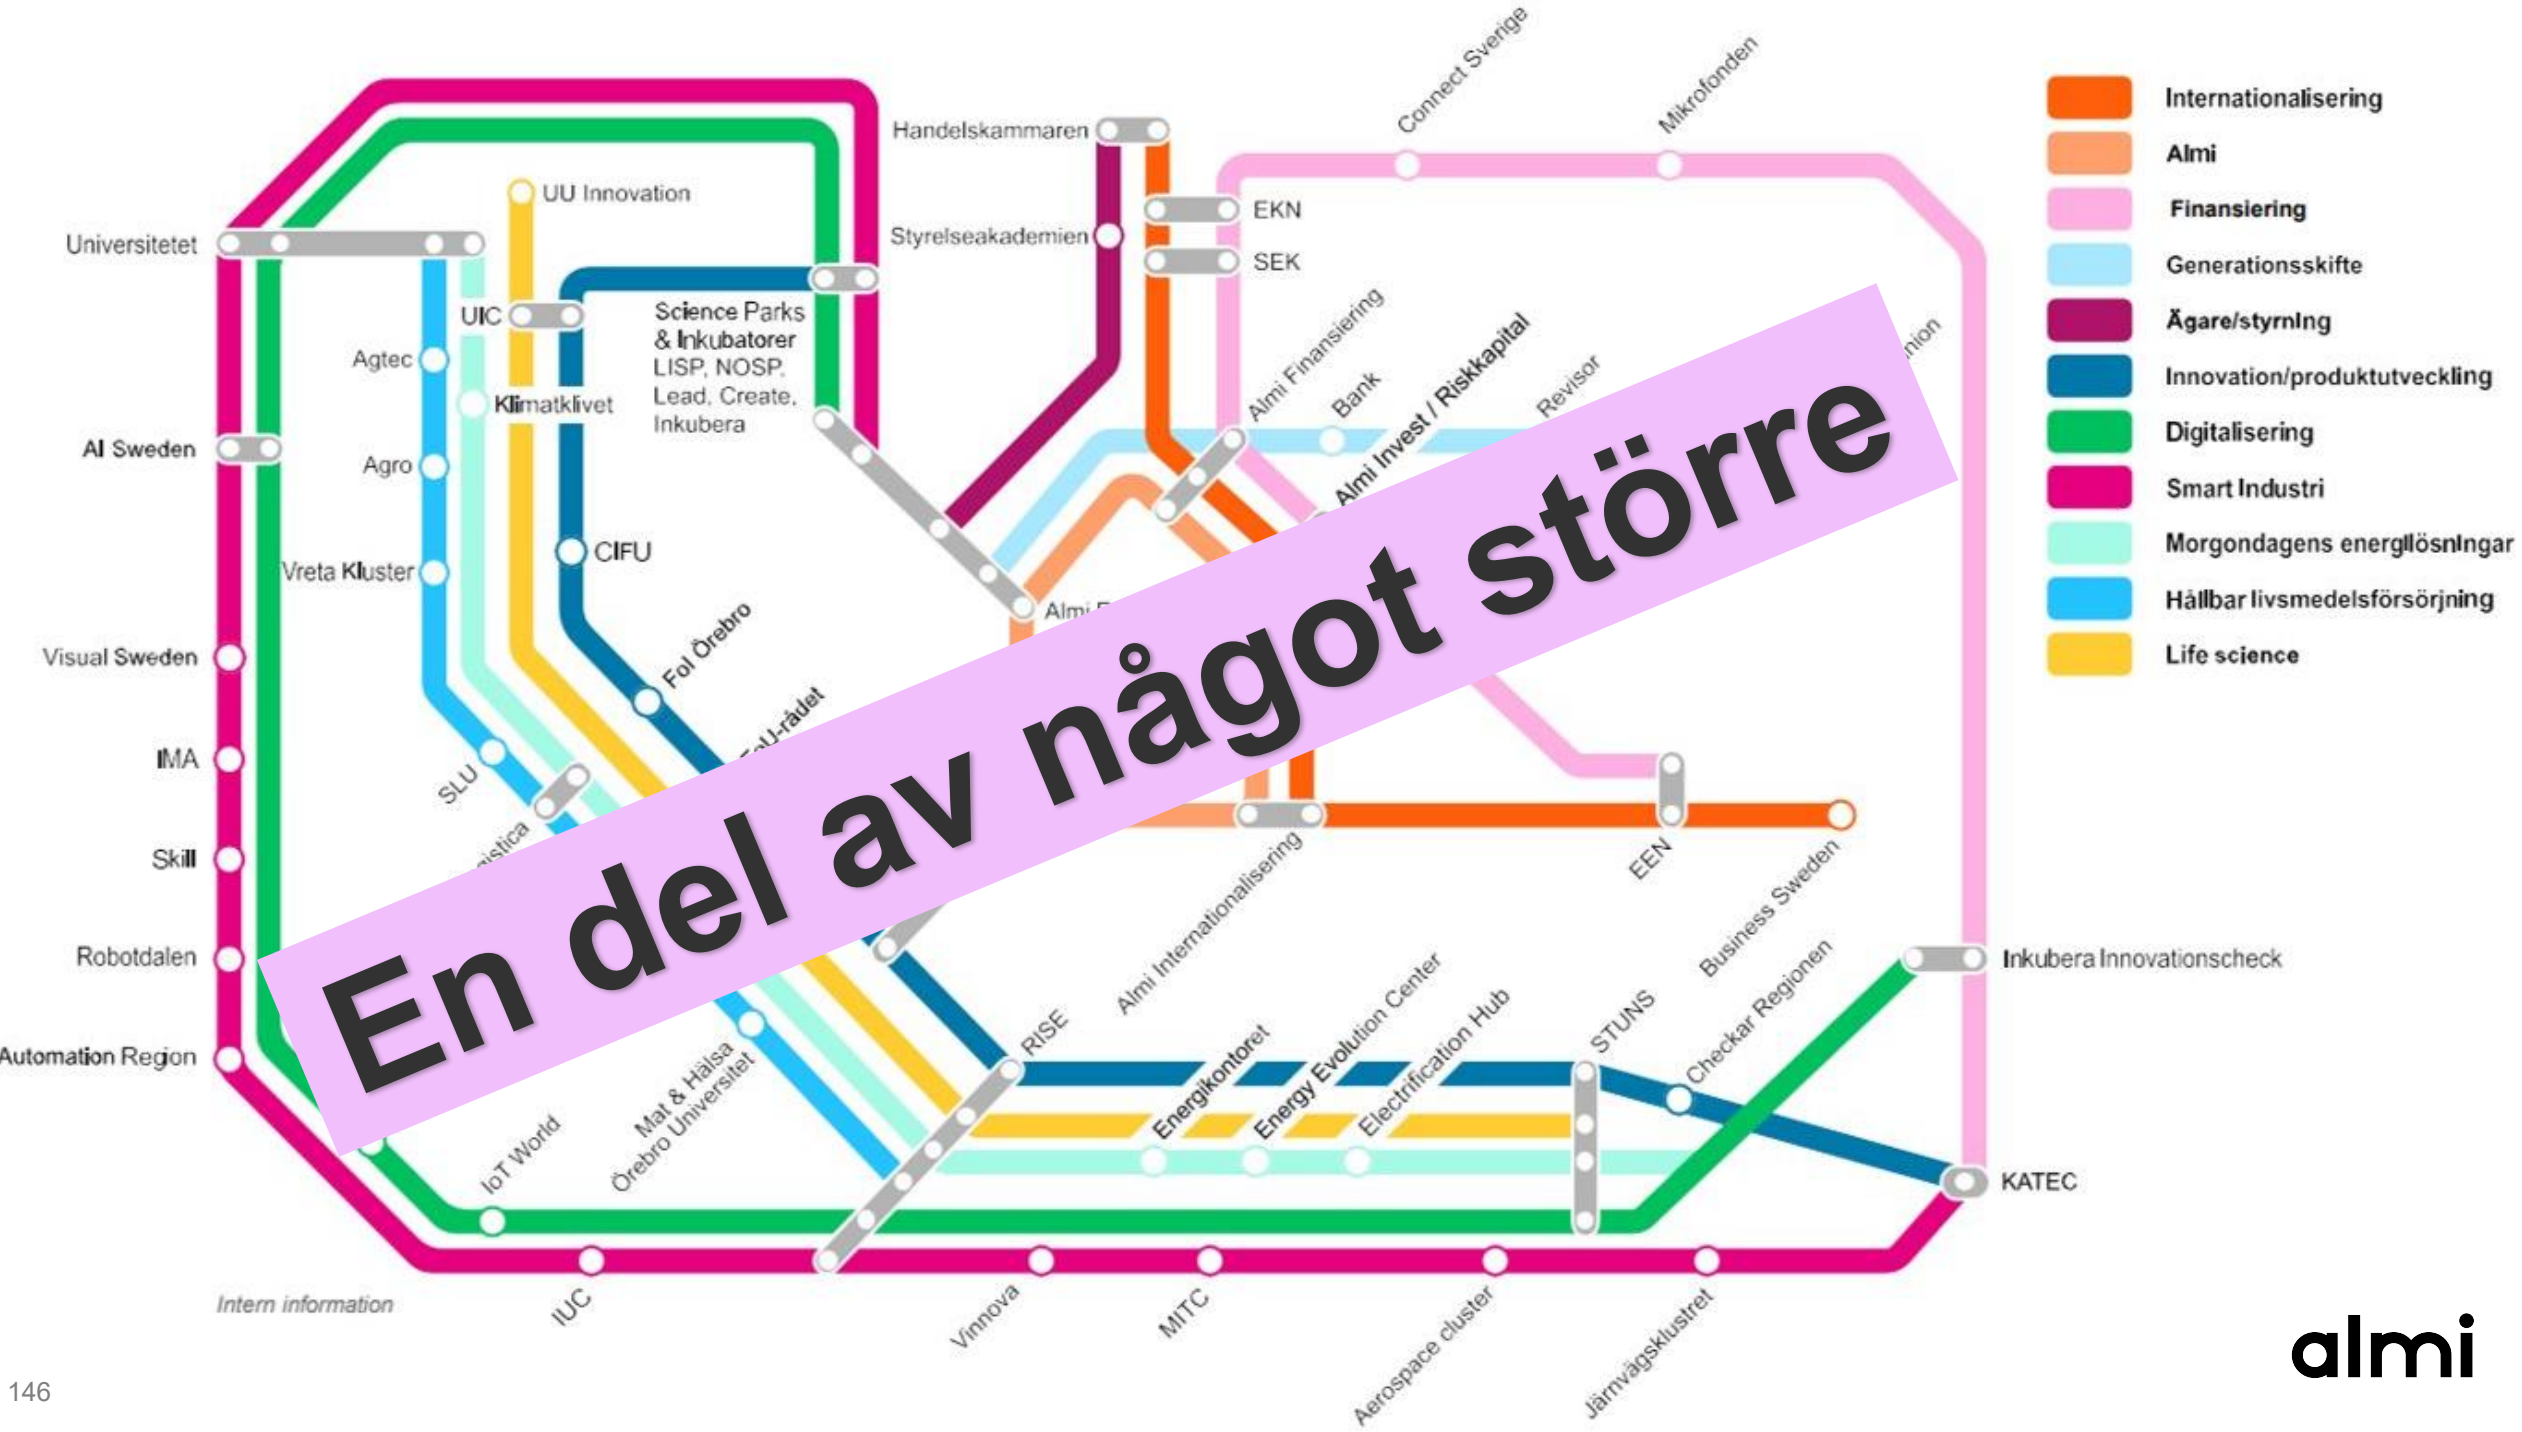 Connect Sverige
Mikrofonden
Handelskammaren
EKN
Styrelseakademien
SEK
UU Innovation
Universitetet
UIC
Science Parks
& Inkubatorer
LISP, NOSP,
Lead, Create,
Inkubera
Agtec
Klimatklivet
AI Sweden
Agro
CIFU
Vreta Kluster
Almi Finansiering
Bank
Almi Invest / Riskkapital
Revisor
Almi
FoI Örebro
Visual Sweden
IMA
SLU
Skill
Robotdalen
Automation Region
En del av något större
Almi Internationalisering
EEN
Business Sweden
Inkubera Innovationscheck
RISE
Mat & Hälsa
Örebro Universitet
IoT World
Energikontoret
Energy Evolution Center
Electrification Hub
STUNS
Checkar Regionen
KATEC
IUC
Vinnova
MITC
Aerospace cluster
Järnvägsklustret
Internationalisering
Almi
Finansiering
Generationsskifte
Ägare/styrning
Innovation/produktutveckling
Digitalisering
Smart Industri
Morgondagens energilösningar
Hållbar livsmedelsförsörjning
Life science
Intern information
146
almi